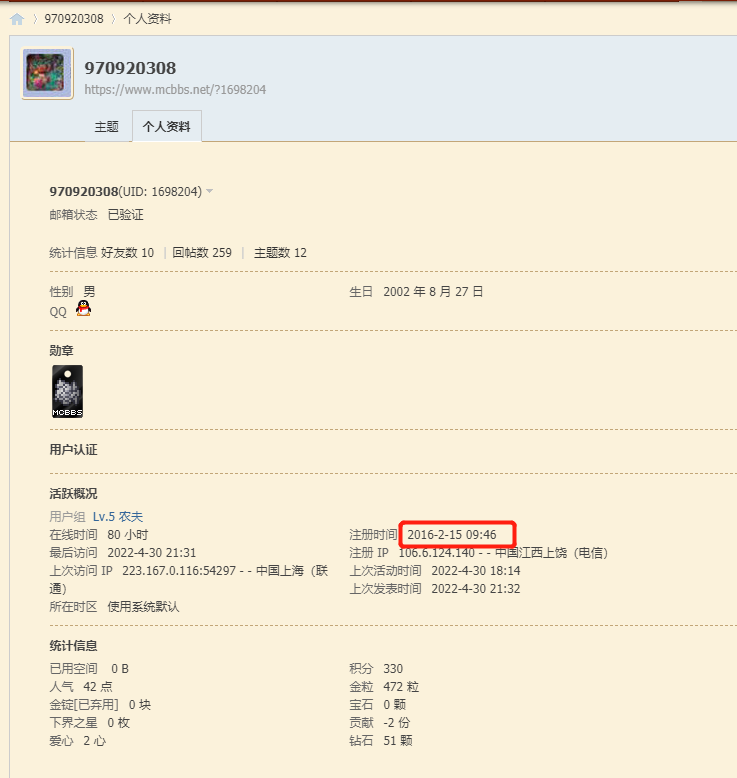 〉 970920308 〉 个人资料
970920308
https://www.mcbbs.net/?1698204
主题 个人资料
970920308(UID: 1698204)
邮箱状态 已验证
统计信息 好友数 10 | 回帖数 259 | 主题数 12
性别 男 生日 2002 年 8 月 27 日
QQ
勋章
MCBBS
用户认证
活跃概况
用户组 Lv.5 农夫
在线时间 80 小时 注册时间 2016-2-15 09:46
最后访问 2022-4-30 21:31 注册 IP 106.6.124.140 - - 中国江西上饶（电信）
上次访问 IP 223.167.0.116:54297 - - 中国上海（联 上次活动时间 2022-4-30 18:14
通） 上次发表时间 2022-4-30 21:32
所在时区 使用系统默认
统计信息
已用空间 0 B 积分 330
人气 42 点 金粒 472 粒
金锭[已弃用] 0 块 宝石 0 颗
下界之星 0 枚 贡献 -2 份
爱心 2 心 钻石 51 颗